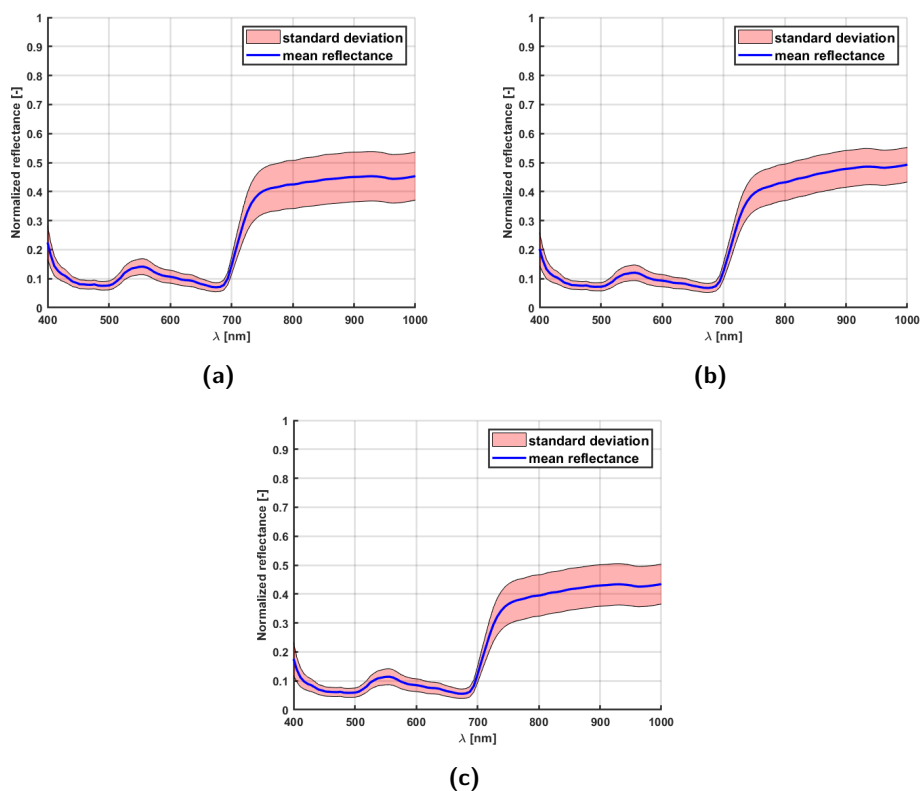 1
0.9
0.8
0.7
0.6
0.5
0.4
0.3
0.2
0.1
0
Normalized reflectance [-]
standard deviation
mean reflectance
400 500 600 700 800 900 1000
λ [nm]
(a)
1
0.9
0.8
0.7
0.6
0.5
0.4
0.3
0.2
0.1
0
Normalized reflectance [-]
standard deviation
mean reflectance
400 500 600 700 800 900 1000
λ [nm]
(b)
1
0.9
0.8
0.7
0.6
0.5
0.4
0.3
0.2
0.1
0
Normalized reflectance [-]
standard deviation
mean reflectance
400 500 600 700 800 900 1000
λ [nm]
(c)